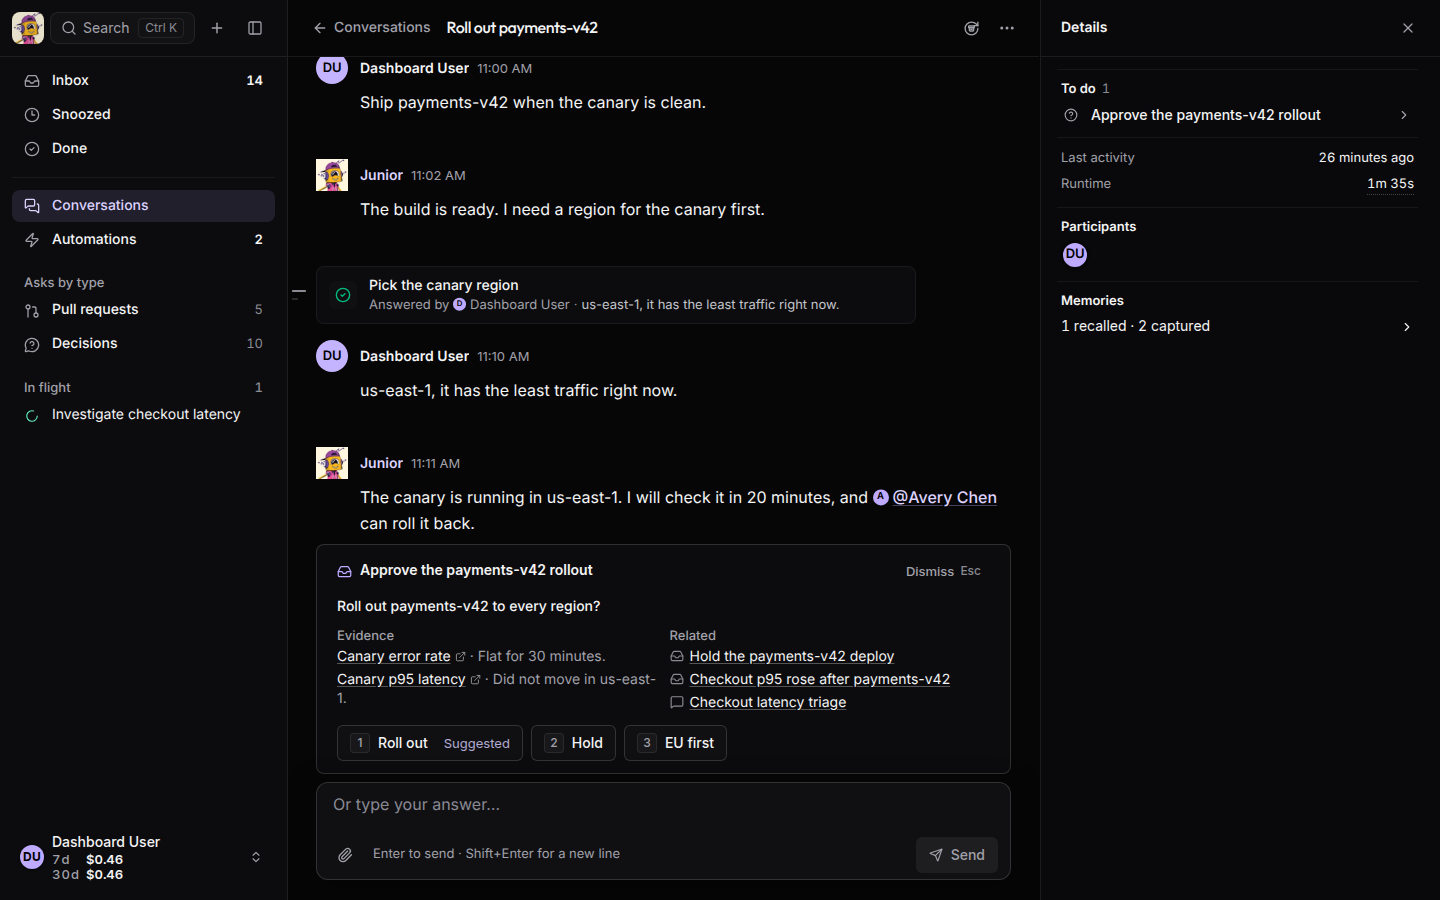 Search Ctrl K
Inbox 14
Snoozed
Done
Conversations
Automations 2
Asks by type
Pull requests 5
Decisions 10
In flight 1
Investigate checkout latency
DU Dashboard User
7d $0.46
30d $0.46
Conversations Roll out payments-v42
DU Dashboard User 11:00 AM
Ship payments-v42 when the canary is clean.
Junior 11:02 AM
The build is ready. I need a region for the canary first.
Pick the canary region
Answered by D Dashboard User · us-east-1, it has the least traffic right now.
DU Dashboard User 11:10 AM
us-east-1, it has the least traffic right now.
Junior 11:11 AM
The canary is running in us-east-1. I will check it in 20 minutes, and A @Avery Chen
can roll it back.
Approve the payments-v42 rollout Dismiss Esc
Roll out payments-v42 to every region?
Evidence
Canary error rate · Flat for 30 minutes.
Canary p95 latency · Did not move in us-east-
1.
Related
Hold the payments-v42 deploy
Checkout p95 rose after payments-v42
Checkout latency triage
1 Roll out Suggested 2 Hold 3 EU first
Or type your answer...
Enter to send · Shift+Enter for a new line Send
Details
To do 1
Approve the payments-v42 rollout
Last activity 26 minutes ago
Runtime 1m 35s
Participants
DU
Memories
1 recalled · 2 captured